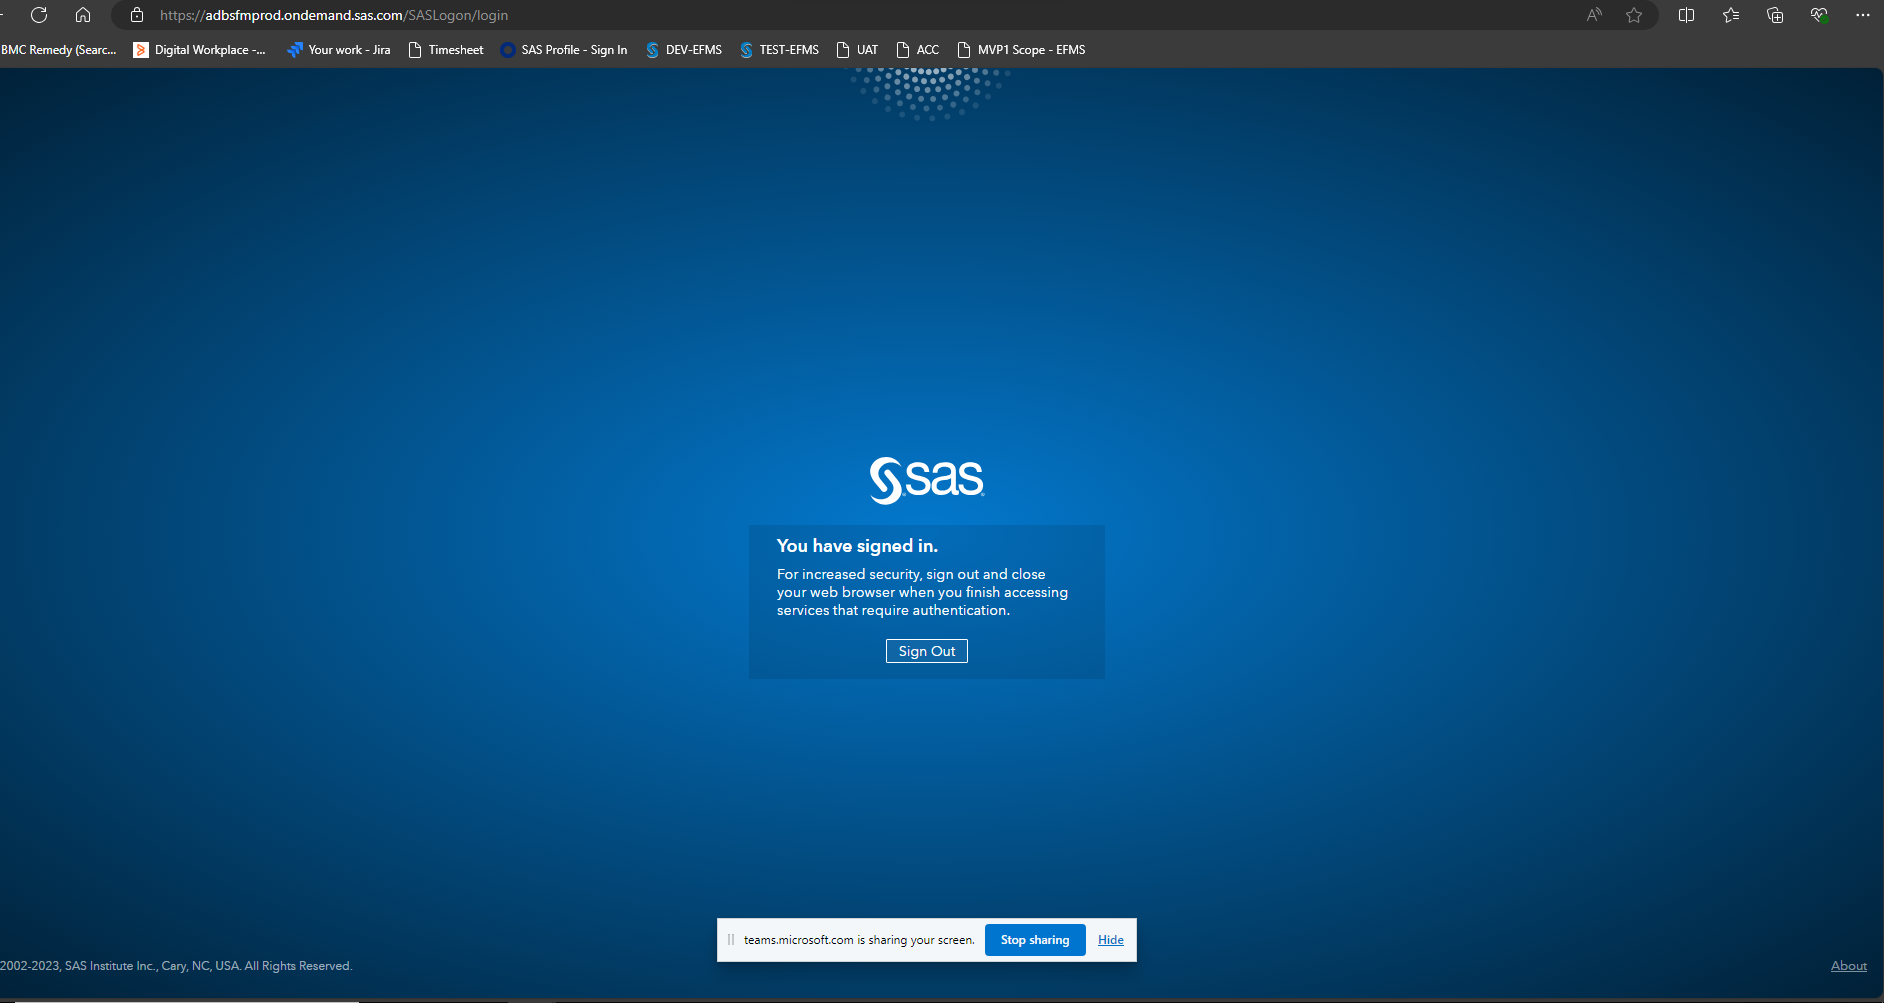 https://adbsfmprod.ondemand.sas.com/SASLogon/login
BMC Remedy (Searc... Digital Workplace -... Your work - Jira Timesheet SAS Profile - Sign In DEV-EFMS TEST-EFMS UAT ACC MVP1 Scope - EFMS
sas
You have signed in.
For increased security, sign out and close
your web browser when you finish accessing
services that require authentication.
Sign Out
teams.microsoft.com is sharing your screen. Stop sharing Hide
2002-2023, SAS Institute Inc., Cary, NC, USA. All Rights Reserved. About